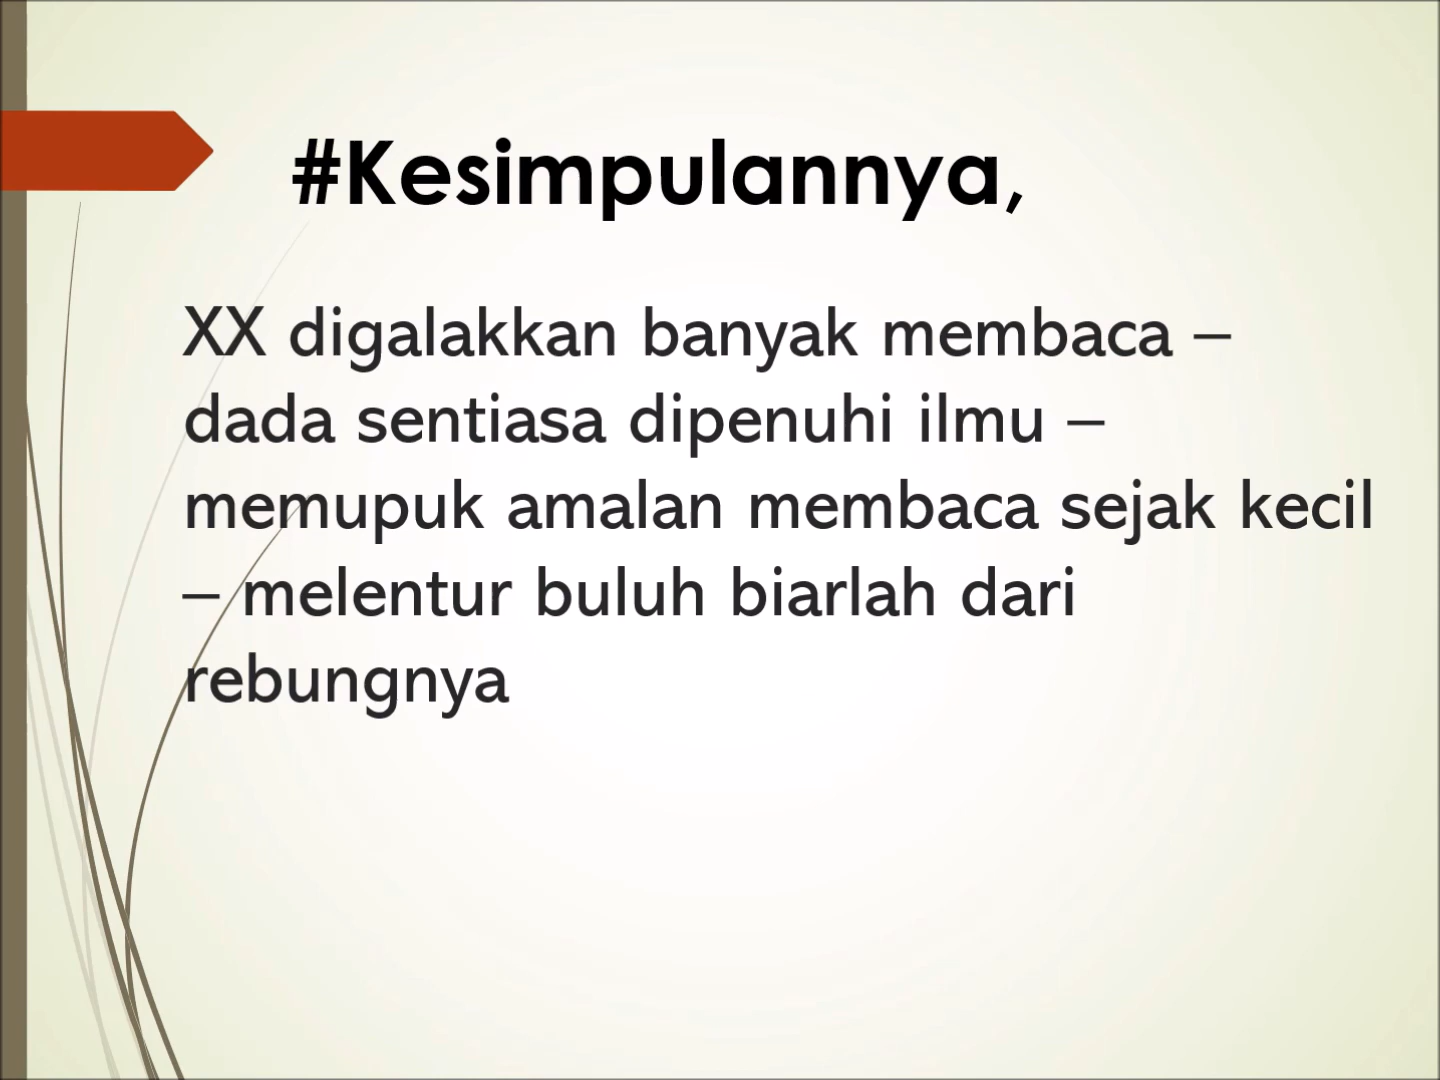 #Kesimpulannya,
XX digalakkan banyak membaca –
dada sentiasa dipenuhi ilmu –
memupuk amalan membaca sejak kecil
– melentur buluh biarlah dari
rebungnya